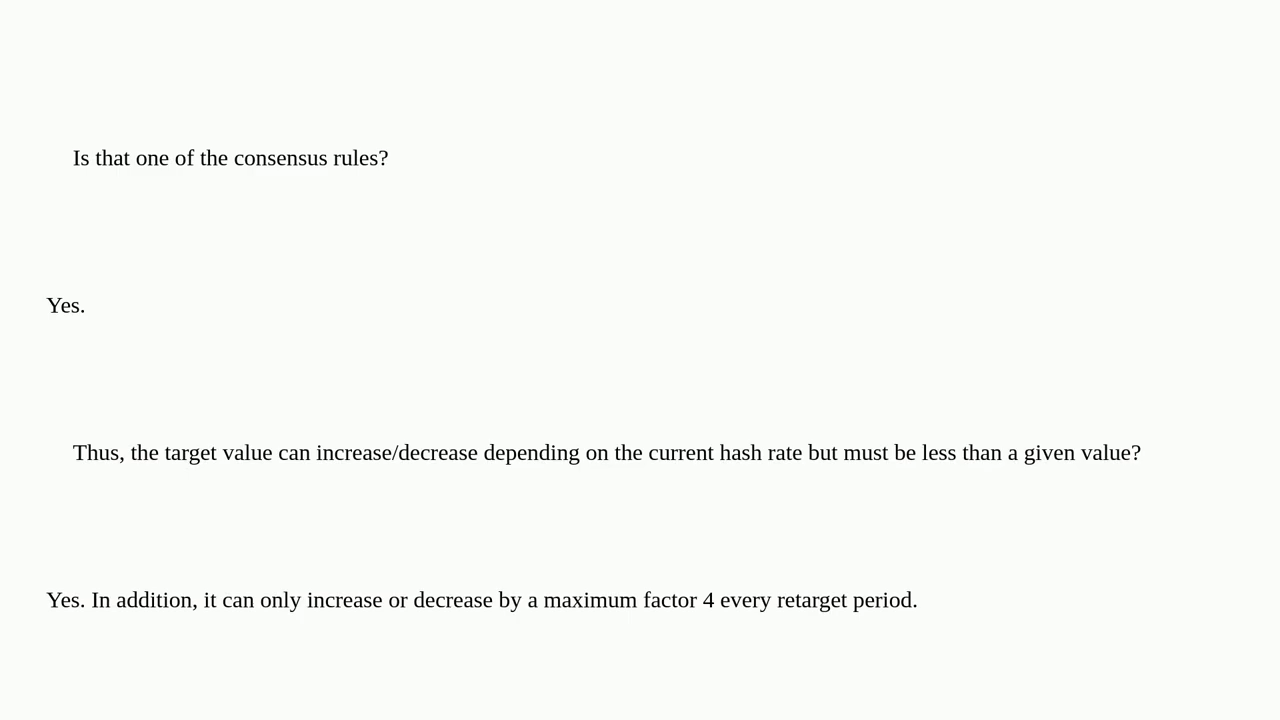 Is that one of the consensus rules?
Yes.
Thus, the target value can increase/decrease depending on the current hash rate but must be less than a given value?
Yes. In addition, it can only increase or decrease by a maximum factor 4 every retarget period.